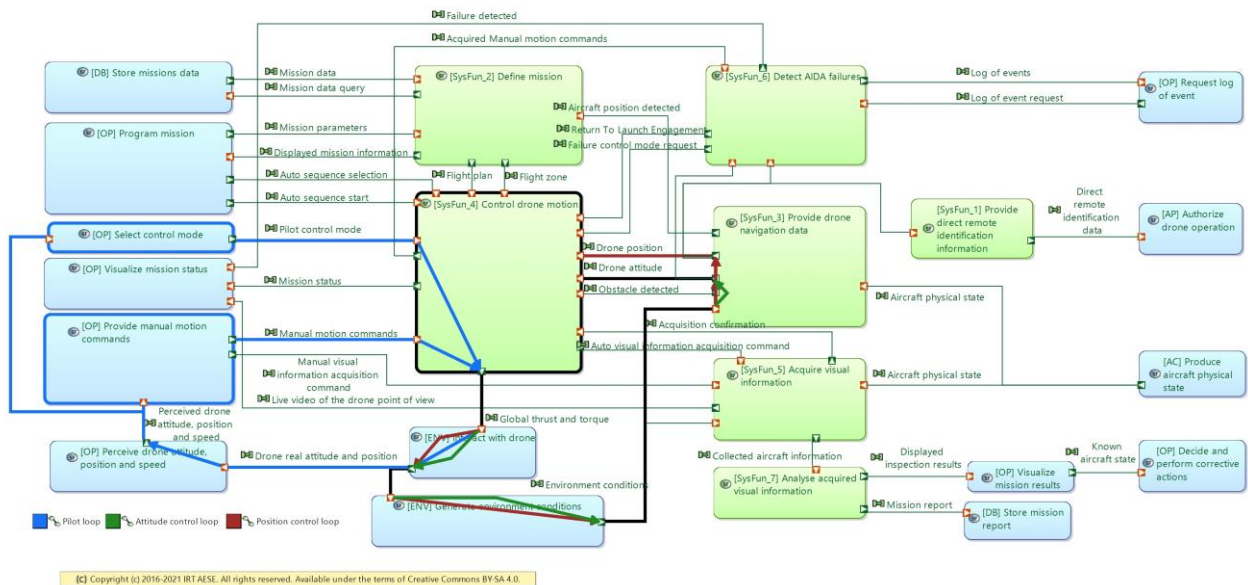 Failure detected
Acquired Manual motion commands
[DB] Store missions data
Mission data
Mission data query
[SysFun_2] Define mission
[SysFun_6] Detect AIDA failures
Log of events
Log of event request
[OP] Request log
of event
Aircraft position detected
Return To Launch Engagement
Failure control mode request
[OP] Program mission
Mission parameters
Displayed mission information
Auto sequence selection
Auto sequence start
Flight plan
Flight zone
[SysFun_4] Control drone motion
[SysFun_3] Provide drone
navigation data
[SysFun_1] Provide
direct remote
identification
information
Direct
remote
identification
data
[AP] Authorize
drone operation
[OP] Select control mode
Pilot control mode
Drone position
Drone attitude
Obstacle detected
[OP] Visualize mission status
Mission status
Aircraft physical state
[OP] Provide manual motion
commands
Manual motion commands
Acquisition confirmation
Auto visual information acquisition command
Manual visual
information acquisition
command
Live video of the drone point of view
[SysFun_5] Acquire visual
information
Aircraft physical state
[AC] Produce
aircraft physical
state
Perceived drone
attitude, position
and speed
Global thrust and torque
[ENV] Interact with drone
[OP] Perceive drone attitude,
position and speed
Drone real attitude and position
Collected aircraft information
Displayed
inspection results
Known
aircraft state
[SysFun_7] Analyse acquired
visual information
[OP] Visualize
mission results
[OP] Decide and
perform corrective
actions
Environment conditions
[ENV] Generate environment conditions
Mission report
[DB] Store mission
report
Pilot loop
Attitude control loop
Position control loop
(C) Copyright (c) 2016-2021 IRT AESE. All rights reserved. Available under the terms of Creative Commons BY-SA 4.0.